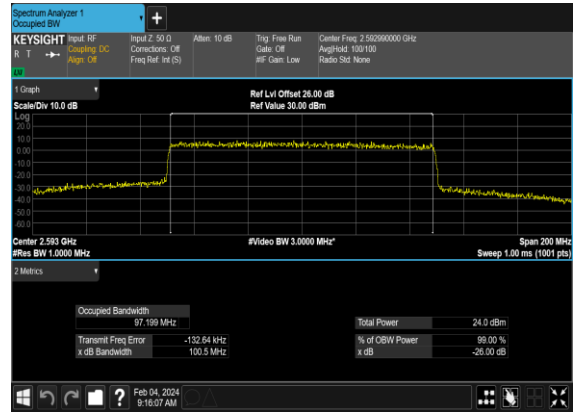 Spectrum Analyzer 1
Occupied BW
KEYSIGHT Input: RF Input Z: 50 Ω Atten: 10 dB Trig: Free Run Center Freq: 2.592990000 GHz
R T Coupling: DC Corrections: Off Gate: Off Avg|Hold: 100/100
Align: Off Freq Ref: Int (S) #IF Gain: Low Radio Std: None
1 Graph
Ref Lvl Offset 26.00 dB
Scale/Div 10.0 dB Ref Value 30.00 dBm
Log
20.0
10.0
0.00
-10.0
-20.0
-30.0
-40.0
-50.0
-60.0
Center 2.593 GHz #Video BW 3.0000 MHz* Span 200 MHz
#Res BW 1.0000 MHz Sweep 1.00 ms (1001 pts)
2 Metrics
Occupied Bandwidth
97.199 MHz Total Power 24.0 dBm
Transmit Freq Error -132.64 kHz % of OBW Power 99.00 %
x dB Bandwidth 100.5 MHz x dB -26.00 dB
? Feb 04, 2024
9:16:07 AM